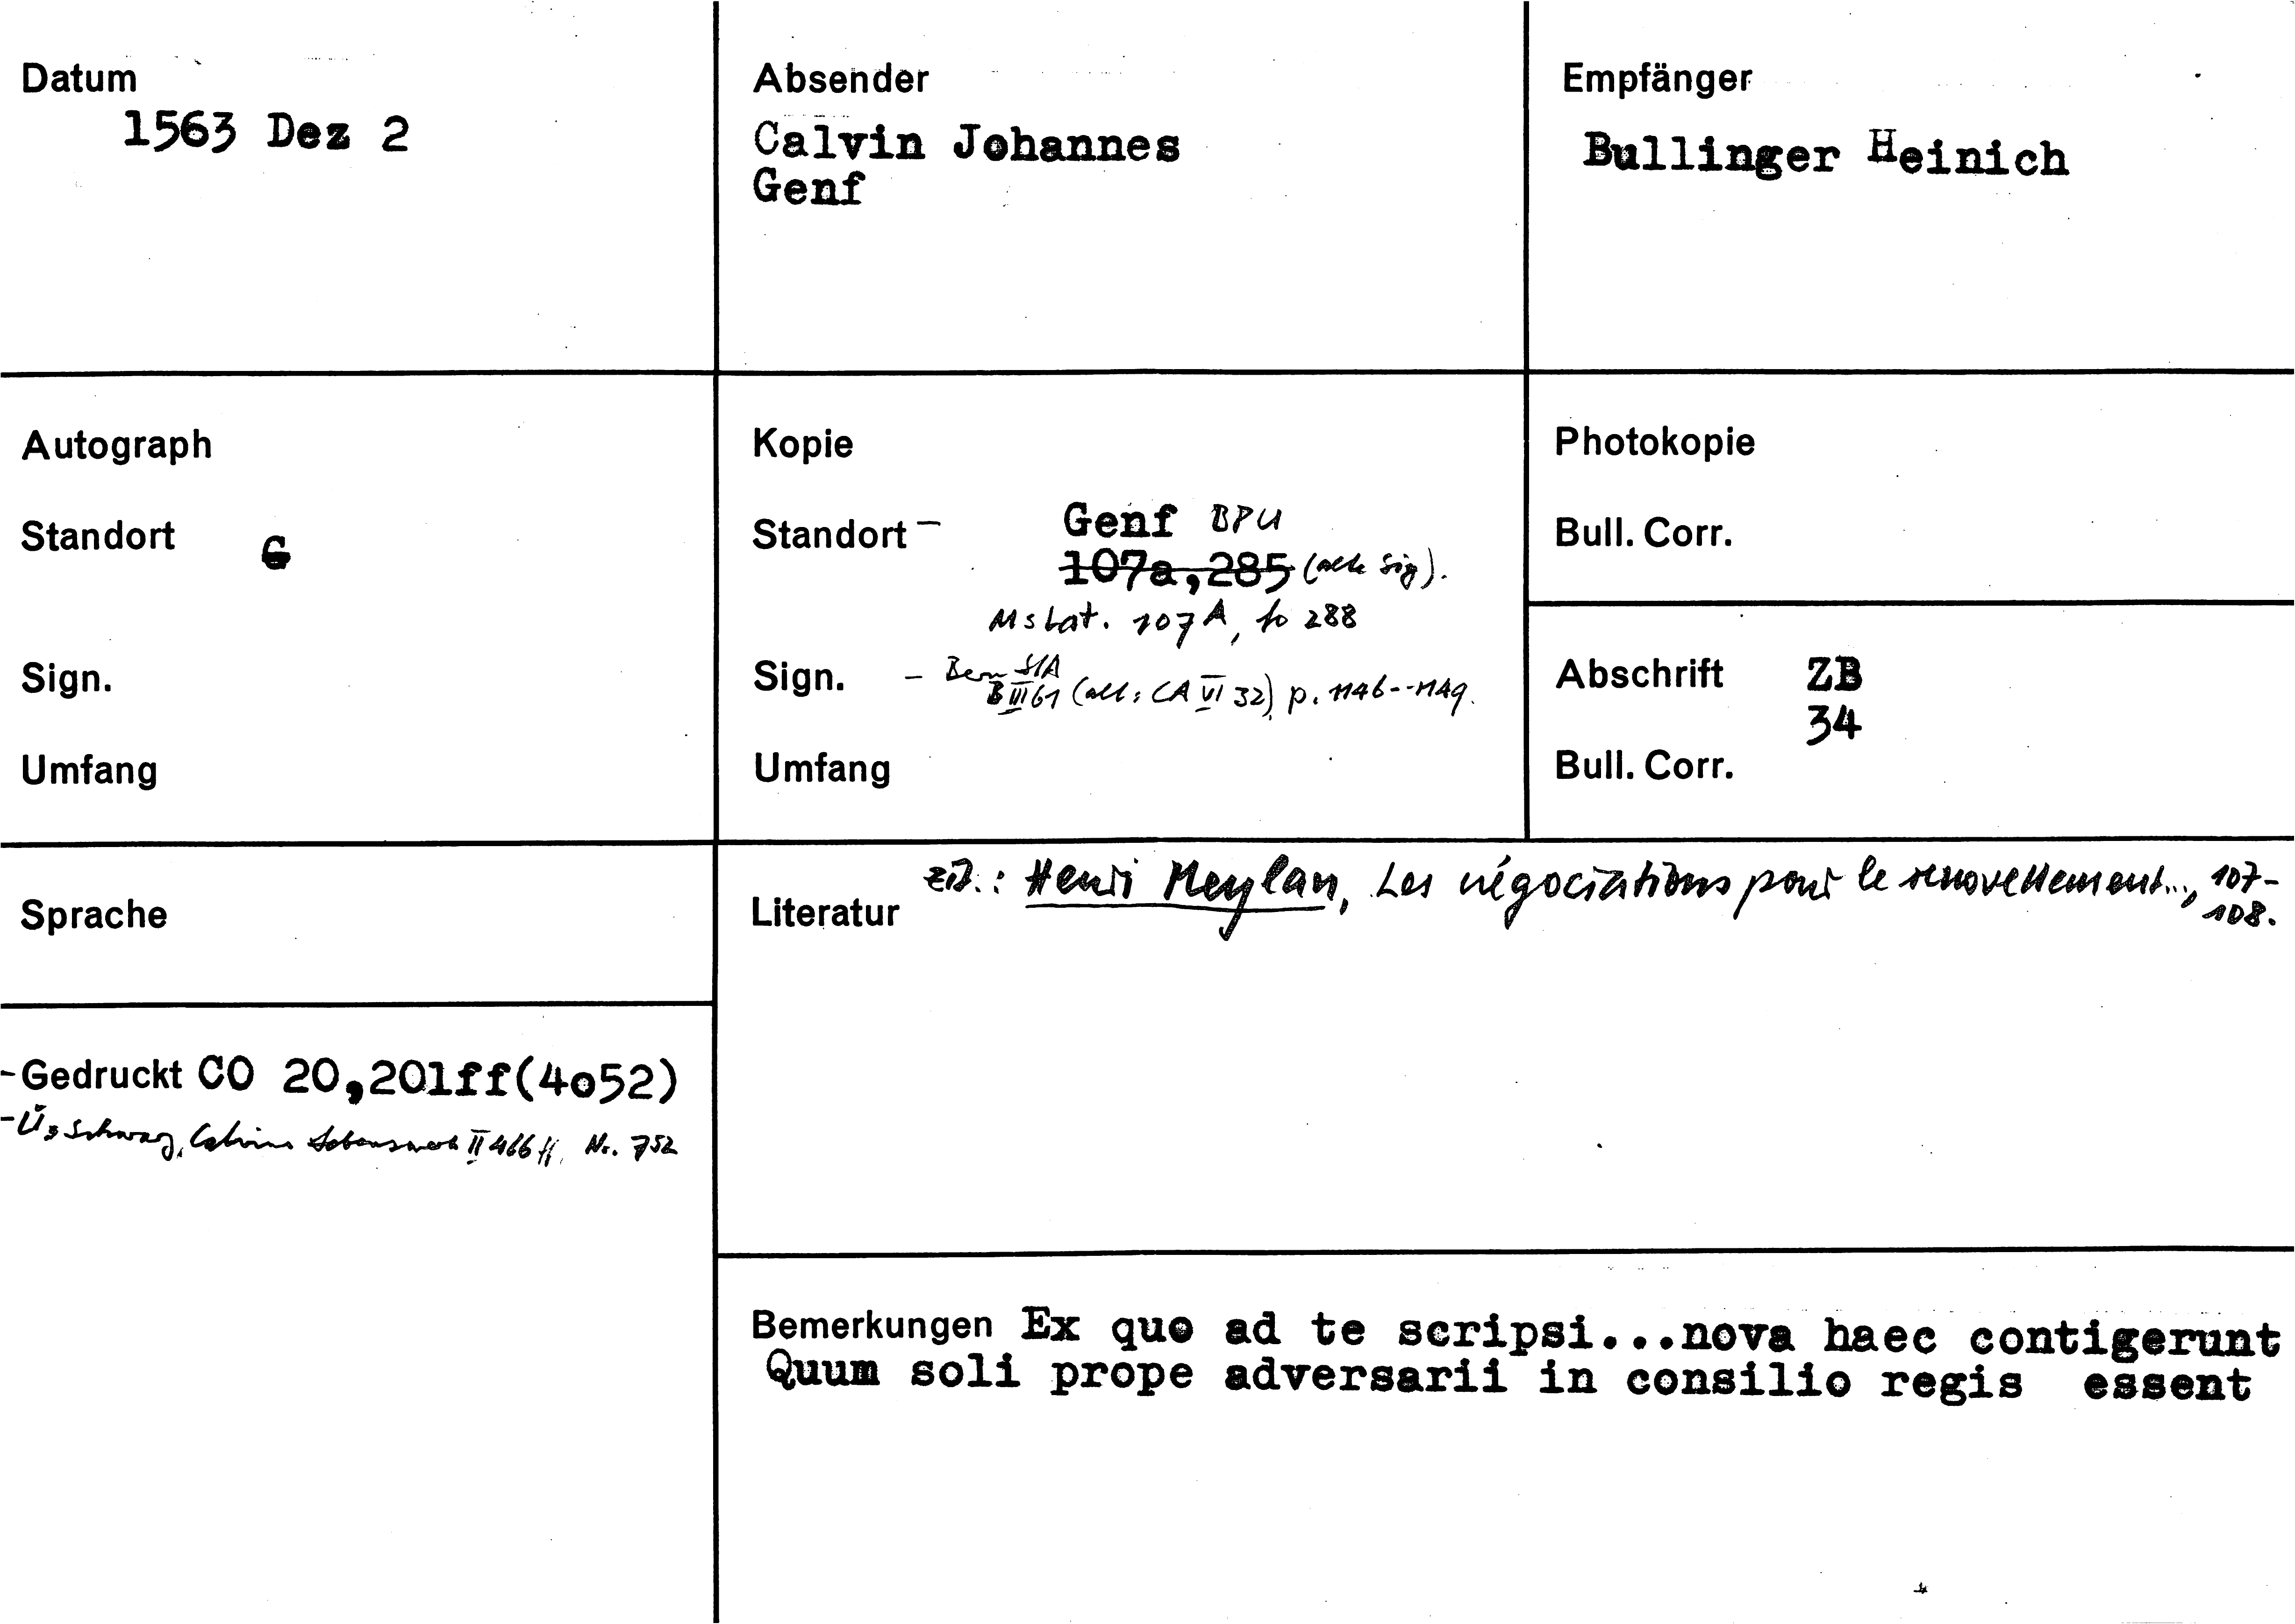 Datum
1563 Dez 2
Absender
Calvin Johannes
Genf
Empfänger
Bullinger Heinich
Autograph
Standort G
Sign.
Umfang
Kopie
Standort - Genf BPU
107a,285 (alte Sig).
Ms Lat. 107A, fo 288
Sign. - Bern StA
B III 61 (alt: CA VI 32), p. 1146--1149.
Umfang
Photokopie
Bull. Corr.
Abschrift ZB
34
Bull. Corr.
Sprache
Literatur zit.: Henri Meylan, Les négociations pour le renouvellement..., 107-
108.
-Gedruckt CO 20,201ff(4o52)
-Ü: Schwarz, Calvins Lebenswerk II 466 ff, Nr. 752
Bemerkungen Ex quo ad te scripsi...nova haec contigerunt
Quum soli prope adversarii in consilio regis essent